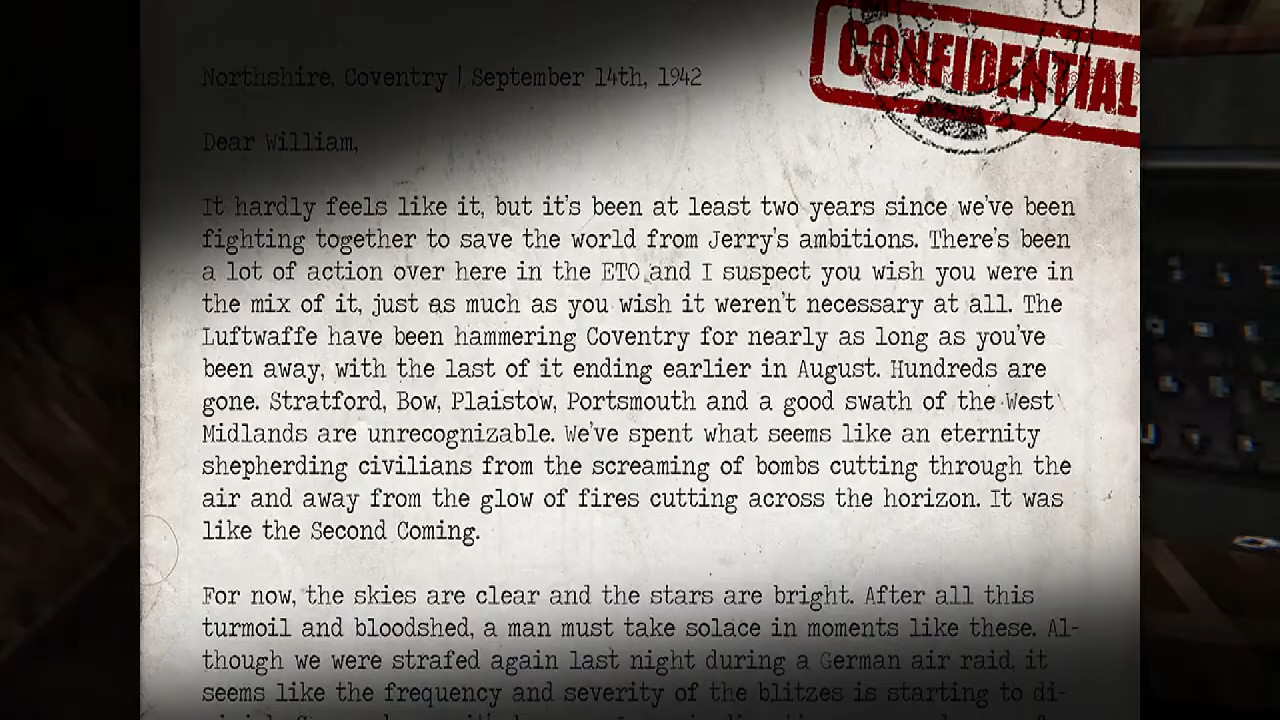 CONFIDENTIAL
Northshire, Coventry | September 14th, 1942
Dear William,
It hardly feels like it, but it's been at least two years since we've been
fighting together to save the world from Jerry's ambitions. There's been
a lot of action over here in the ETO and I suspect you wish you were in
the mix of it, just as much as you wish it weren't necessary at all. The
Luftwaffe have been hammering Coventry for nearly as long as you've
been away, with the last of it ending earlier in August. Hundreds are
gone. Stratford, Bow, Plaistow, Portsmouth and a good swath of the West
Midlands are unrecognizable. We've spent what seems like an eternity
shepherding civilians from the screaming of bombs cutting through the
air and away from the glow of fires cutting across the horizon. It was
like the Second Coming.
For now, the skies are clear and the stars are bright. After all this
turmoil and bloodshed, a man must take solace in moments like these. Al-
though we were strafed again last night during a German air raid, it
seems like the frequency and severity of the blitzes is starting to di-